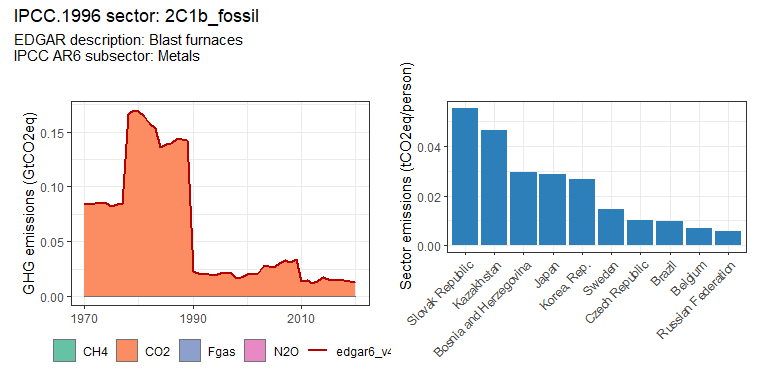 IPCC.1996 sector: 2C1b_fossil
EDGAR description: Blast furnaces
IPCC AR6 subsector: Metals
GHG emissions (GtCO2eq)
0.15
0.10
0.05
0.00
1970
1990
2010
CH4 CO2 Fgas N2O edgar6_v4
Sector emissions (tCO2eq/person)
0.04
0.02
0.00
Slovak Republic
Kazakhstan
Bosnia and Herzegovina
Japan
Korea, Rep.
Sweden
Czech Republic
Brazil
Belgium
Russian Federation